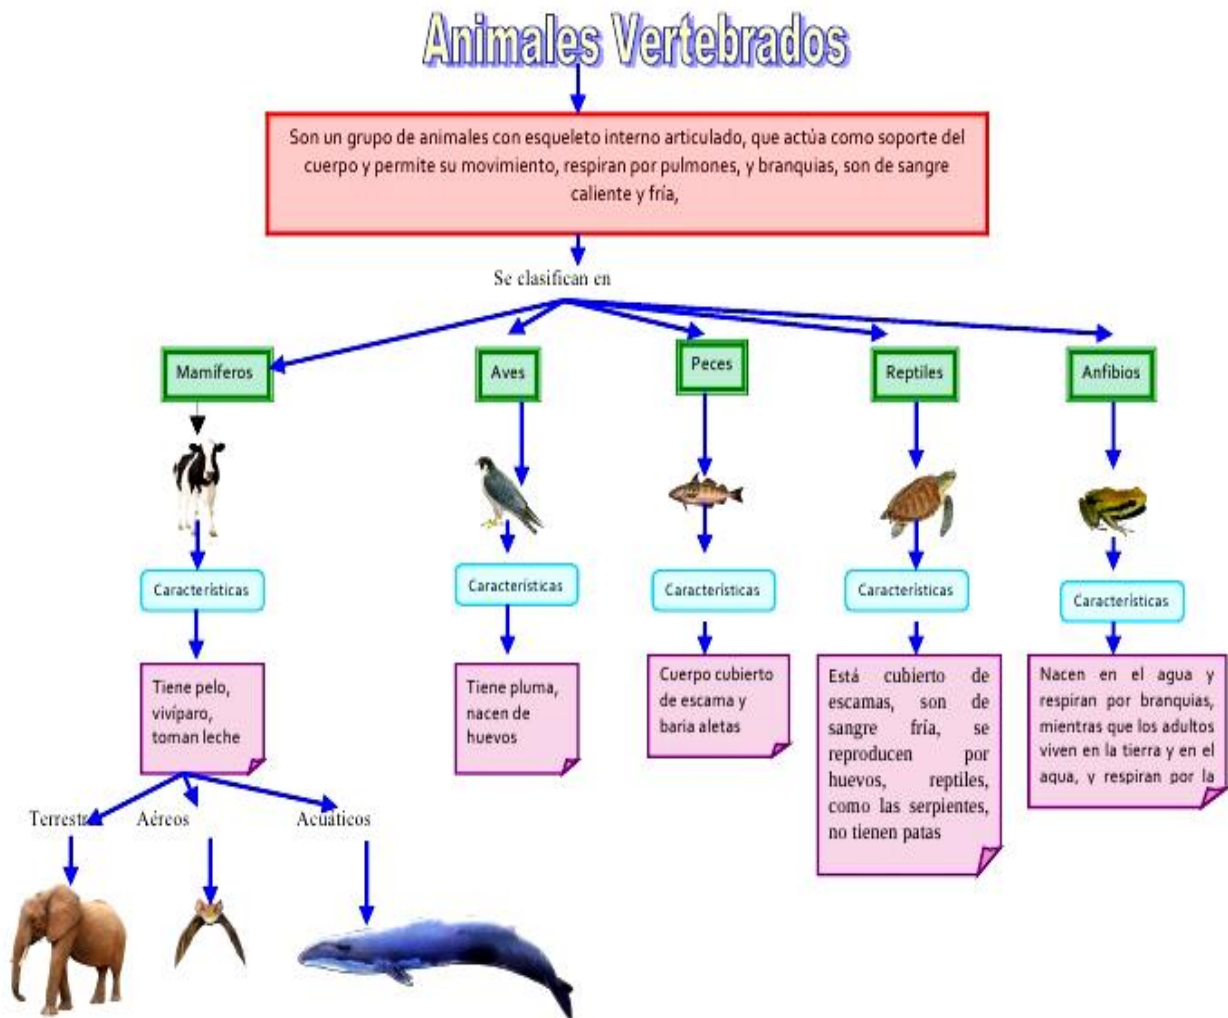 Animales Vertebrados
Son un grupo de animales con esqueleto interno articulado, que actúa como soporte del
cuerpo y permite su movimiento, respiran por pulmones, y branquias, son de sangre
caliente y fría,
Se clasifican en
Mamíferos
Aves
Peces
Reptiles
Anfibios
Características
Características
Características
Características
Características
Tiene pelo,
vivíparo,
toman leche
Tiene pluma,
nacen de
huevos
Cuerpo cubierto
de escama y
baria aletas
Está cubierto de
escamas, son de
sangre fría, se
reproducen por
huevos, reptiles,
como las serpientes,
no tienen patas
Nacen en el agua y
respiran por branquias,
mientras que los adultos
viven en la tierra y en el
aqua, y respiran por la
Aéreos
Acuáticos